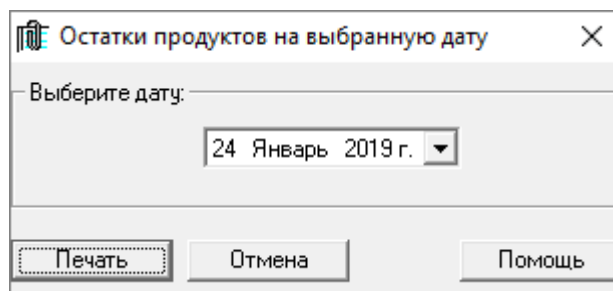 Остатки продуктов на выбранную дату
Выберите дату:
24 Январь 2019 г.
Печать Отмена Помощь